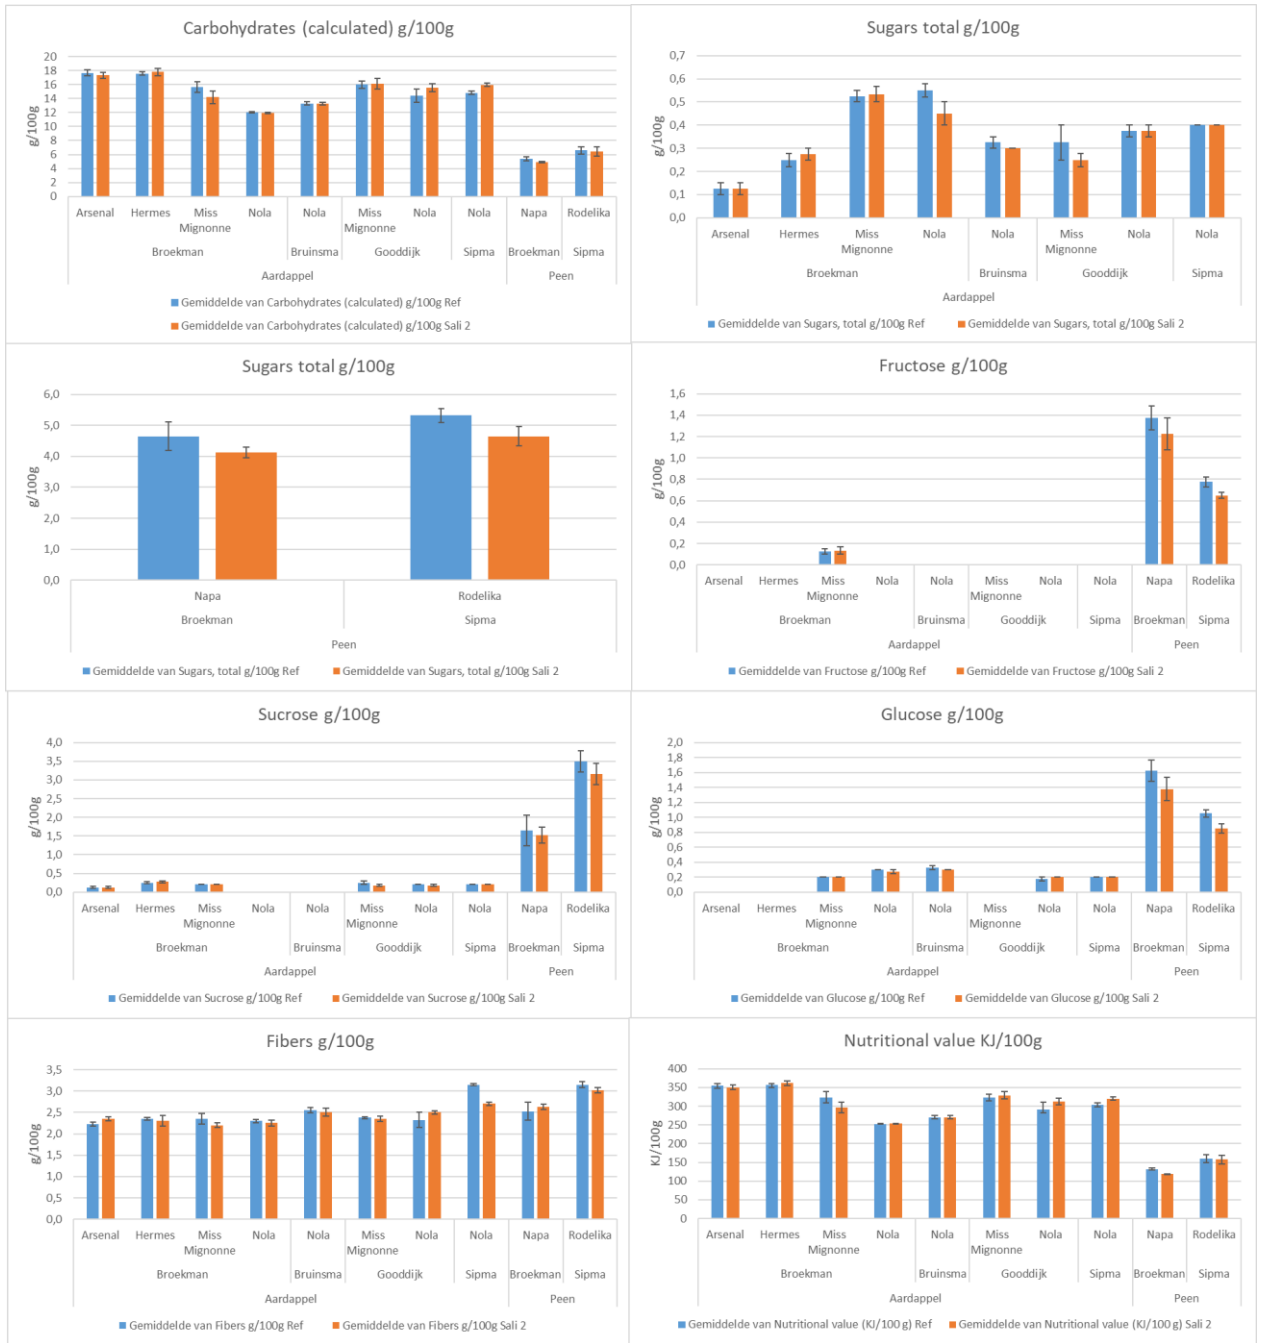 Carbohydrates (calculated) g/100g
g/100g
20
18
16
14
12
10
8
6
4
2
0
Arsenal Hermes Miss Mignonne Nola Nola Miss Mignonne Nola Nola Napa Rodelika
Broekman Bruinsma Gooddijk Sipma Broekman Sipma
Aardappel Peen
Gemiddelde van Carbohydrates (calculated) g/100g Ref
Gemiddelde van Carbohydrates (calculated) g/100g Sali 2
Sugars total g/100g
g/100g
0,7
0,6
0,5
0,4
0,3
0,2
0,1
0,0
Arsenal Hermes Miss Mignonne Nola Nola Miss Mignonne Nola Nola
Broekman Bruinsma Gooddijk Sipma
Aardappel
Gemiddelde van Sugars, total g/100g Ref Gemiddelde van Sugars, total g/100g Sali 2
Sugars total g/100g
g/100g
6,0
5,0
4,0
3,0
2,0
1,0
0,0
Napa Rodelika
Broekman Sipma
Peen
Gemiddelde van Sugars, total g/100g Ref Gemiddelde van Sugars, total g/100g Sali 2
Fructose g/100g
g/100g
1,6
1,4
1,2
1,0
0,8
0,6
0,4
0,2
0,0
Arsenal Hermes Miss Mignonne Nola Nola Miss Mignonne Nola Nola Napa Rodelika
Broekman Bruinsma Gooddijk Sipma Broekman Sipma
Aardappel Peen
Gemiddelde van Fructose g/100g Ref Gemiddelde van Fructose g/100g Sali 2
Sucrose g/100g
g/100g
4,0
3,5
3,0
2,5
2,0
1,5
1,0
0,5
0,0
Arsenal Hermes Miss Mignonne Nola Nola Miss Mignonne Nola Nola Napa Rodelika
Broekman Bruinsma Gooddijk Sipma Broekman Sipma
Aardappel Peen
Gemiddelde van Sucrose g/100g Ref Gemiddelde van Sucrose g/100g Sali 2
Glucose g/100g
g/100g
2,0
1,8
1,6
1,4
1,2
1,0
0,8
0,6
0,4
0,2
0,0
Arsenal Hermes Miss Mignonne Nola Nola Miss Mignonne Nola Nola Napa Rodelika
Broekman Bruinsma Gooddijk Sipma Broekman Sipma
Aardappel Peen
Gemiddelde van Glucose g/100g Ref Gemiddelde van Glucose g/100g Sali 2
Fibers g/100g
g/100g
3,5
3,0
2,5
2,0
1,5
1,0
0,5
0,0
Arsenal Hermes Miss Mignonne Nola Nola Miss Mignonne Nola Nola Napa Rodelika
Broekman Bruinsma Gooddijk Sipma Broekman Sipma
Aardappel Peen
Gemiddelde van Fibers g/100g Ref Gemiddelde van Fibers g/100g Sali 2
Nutritional value KJ/100g
KJ/100g
400
350
300
250
200
150
100
50
0
Arsenal Hermes Miss Mignonne Nola Nola Miss Mignonne Nola Nola Napa Rodelika
Broekman Bruinsma Gooddijk Sipma Broekman Sipma
Aardappel Peen
Gemiddelde van Nutritional value (KJ/100 g) Ref Gemiddelde van Nutritional value (KJ/100 g) Sali 2